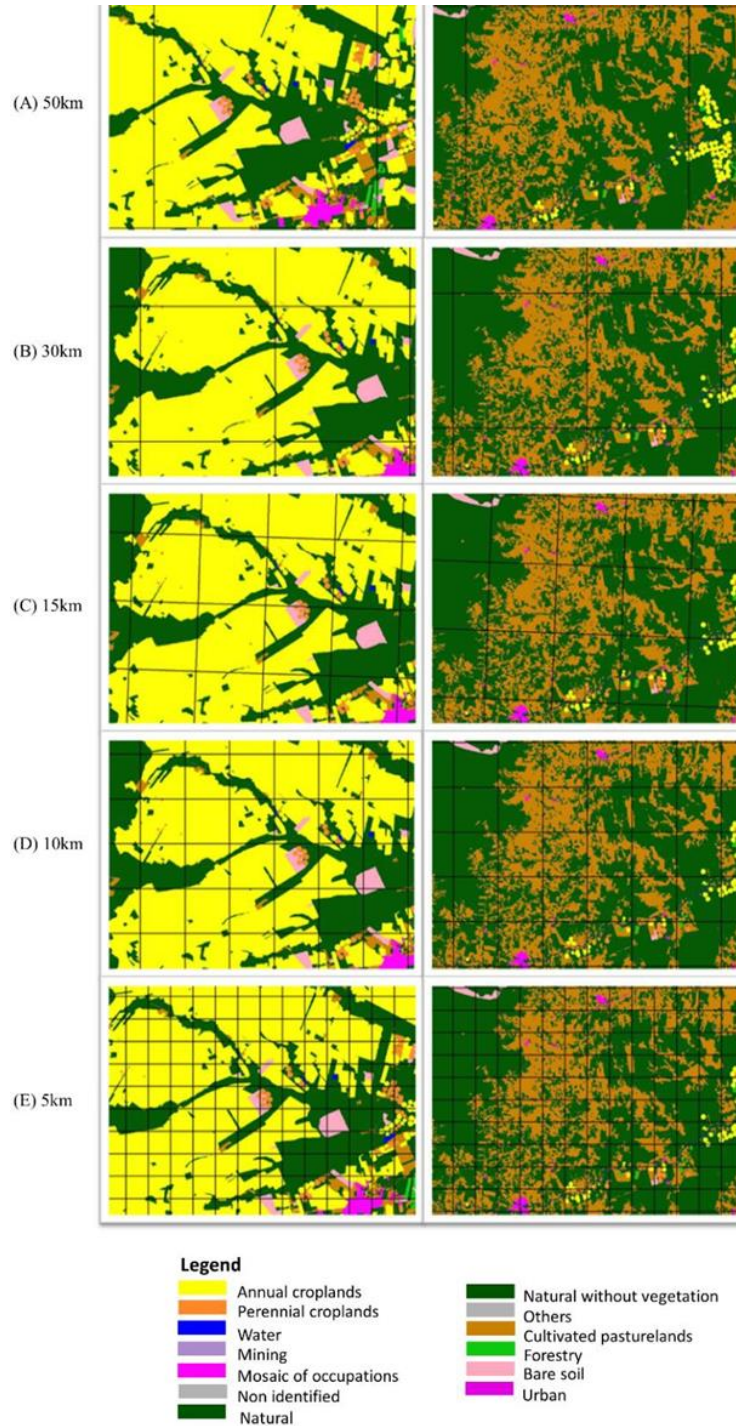 (A) 50km
(B) 30km
(C) 15km
(D) 10km
(E) 5km
Legend
Annual croplands
Perennial croplands
Water
Mining
Mosaic of occupations
Non identified
Natural
Natural without vegetation
Others
Cultivated pasturelands
Forestry
Bare soil
Urban